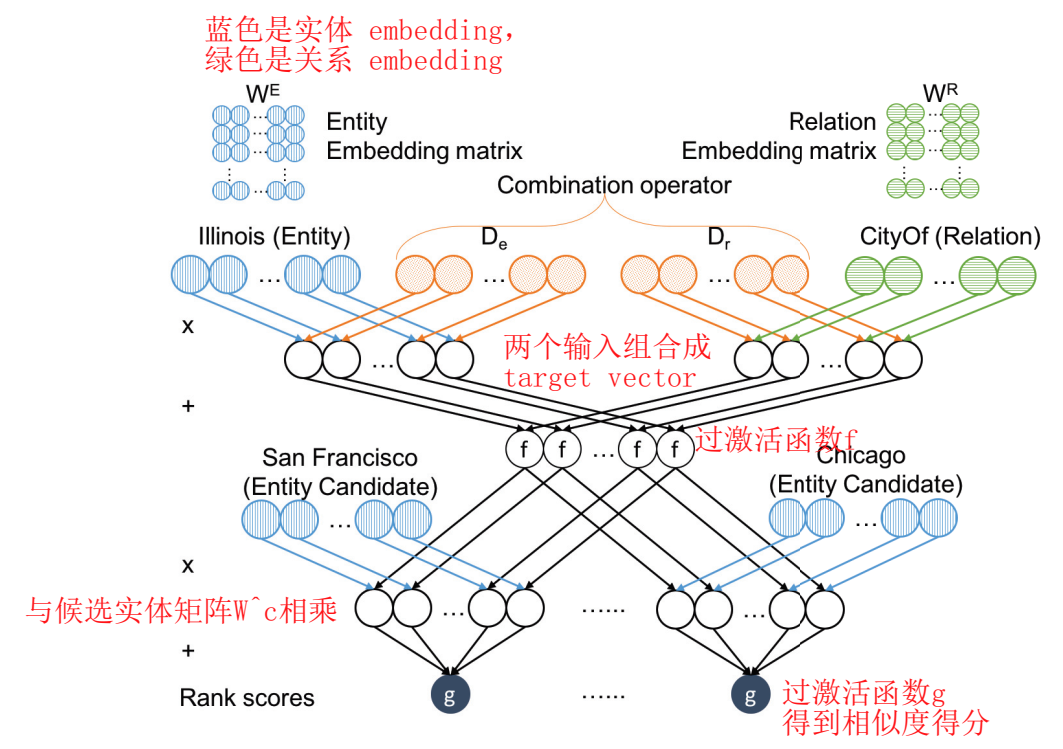 蓝色是实体 embedding,
绿色是关系 embedding
W^E
W^R
Entity
Embedding matrix
Relation
Embedding matrix
Combination operator
Illinois (Entity)
D_e
D_r
CityOf (Relation)
... ... ... ...
x
两个输入组合成
target vector
+
f f ... f f
过激活函数f
San Francisco
(Entity Candidate)
Chicago
(Entity Candidate)
x
与候选实体矩阵W^c相乘
......
+
Rank scores
g ...... g
过激活函数g
得到相似度得分